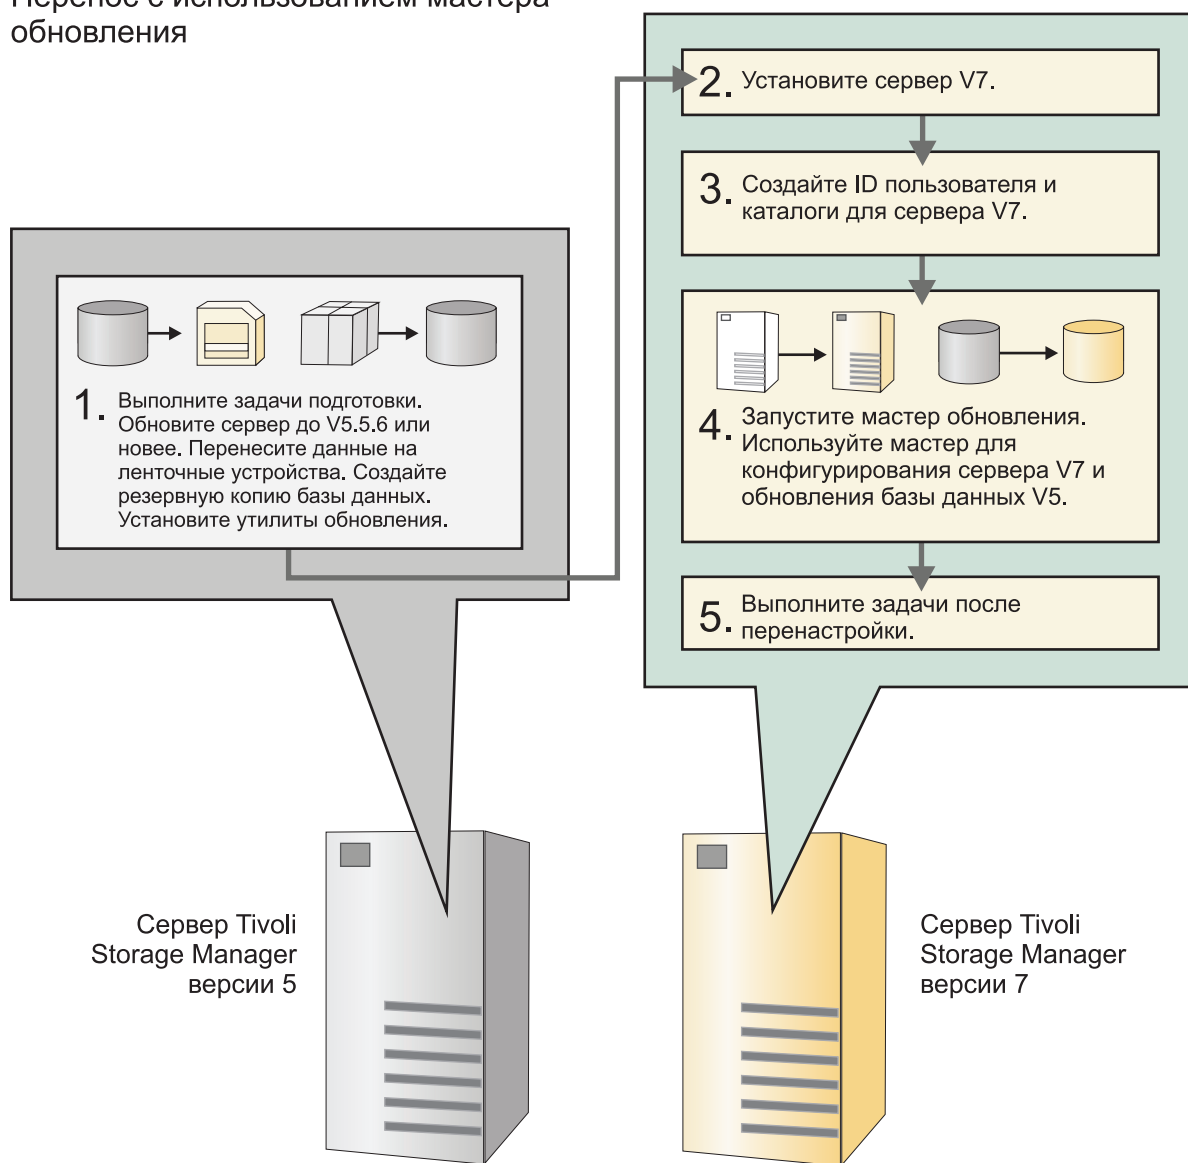 Перенос с использованием мастера
обновления
1. Выполните задачи подготовки.
Обновите сервер до V5.5.6 или
новее. Перенесите данные на
ленточные устройства. Создайте
резервную копию базы данных.
Установите утилиты обновления.
2. Установите сервер V7.
3. Создайте ID пользователя и
каталоги для сервера V7.
4. Запустите мастер обновления.
Используйте мастер для
конфигурирования сервера V7 и
обновления базы данных V5.
5. Выполните задачи после
перенастройки.
Сервер Tivoli
Storage Manager
версии 5
Сервер Tivoli
Storage Manager
версии 7